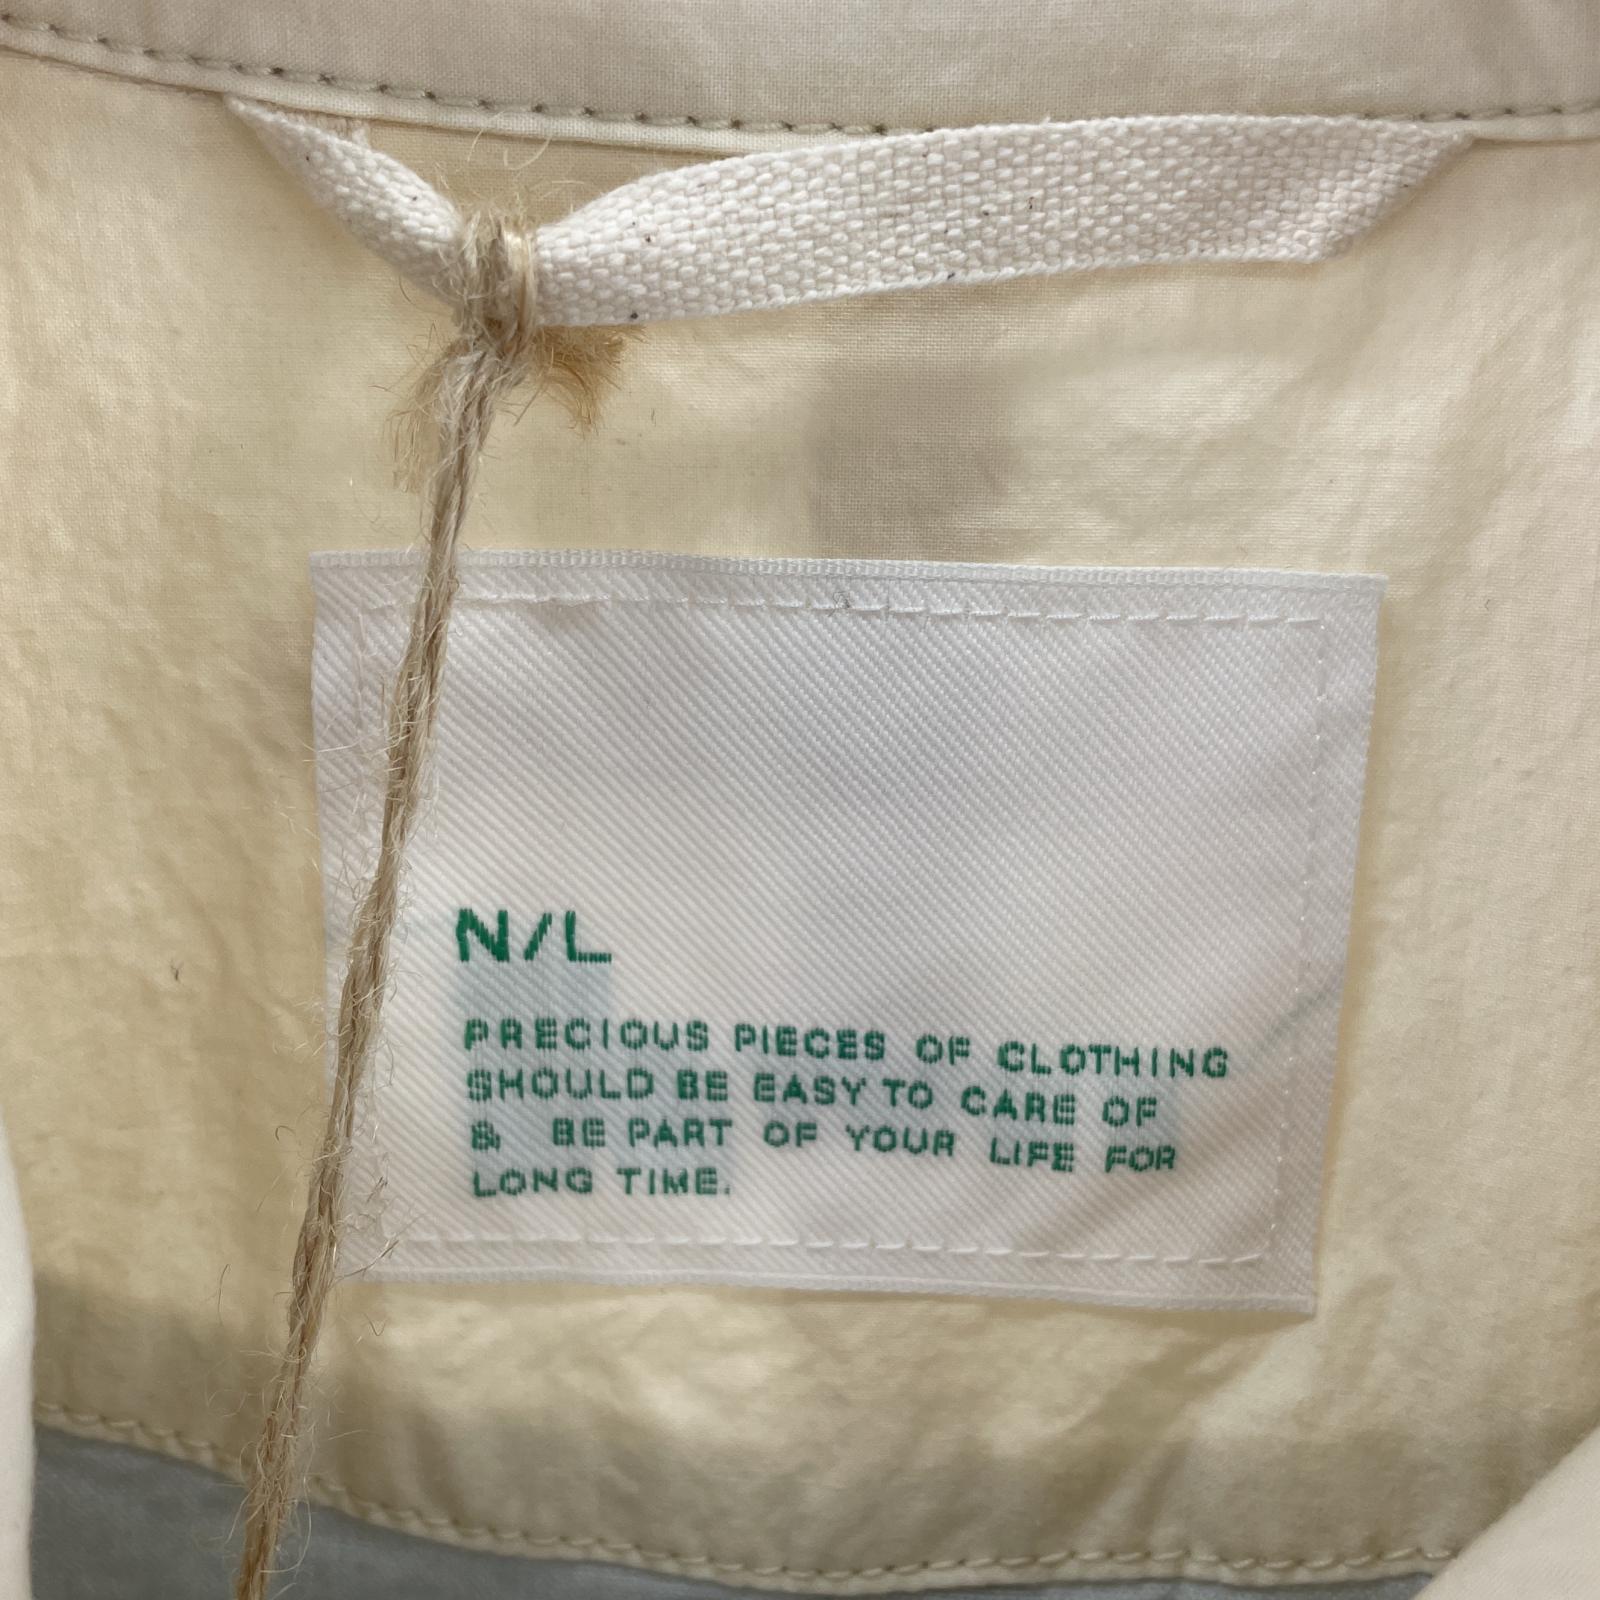 N/L
PRECIOUS PIECES OF CLOTHING
SHOULD BE EASY TO CARE OF
& BE PART OF YOUR LIFE FOR
LONG TIME.